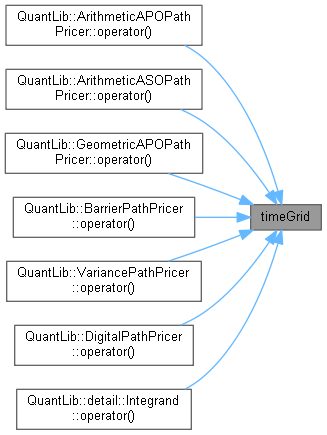 QuantLib::ArithmeticAPOPath
Pricer::operator()
QuantLib::ArithmeticASOPath
Pricer::operator()
QuantLib::GeometricAPOPath
Pricer::operator()
QuantLib::BarrierPathPricer
::operator()
timeGrid
QuantLib::VariancePathPricer
::operator()
QuantLib::DigitalPathPricer
::operator()
QuantLib::detail::Integrand
::operator()